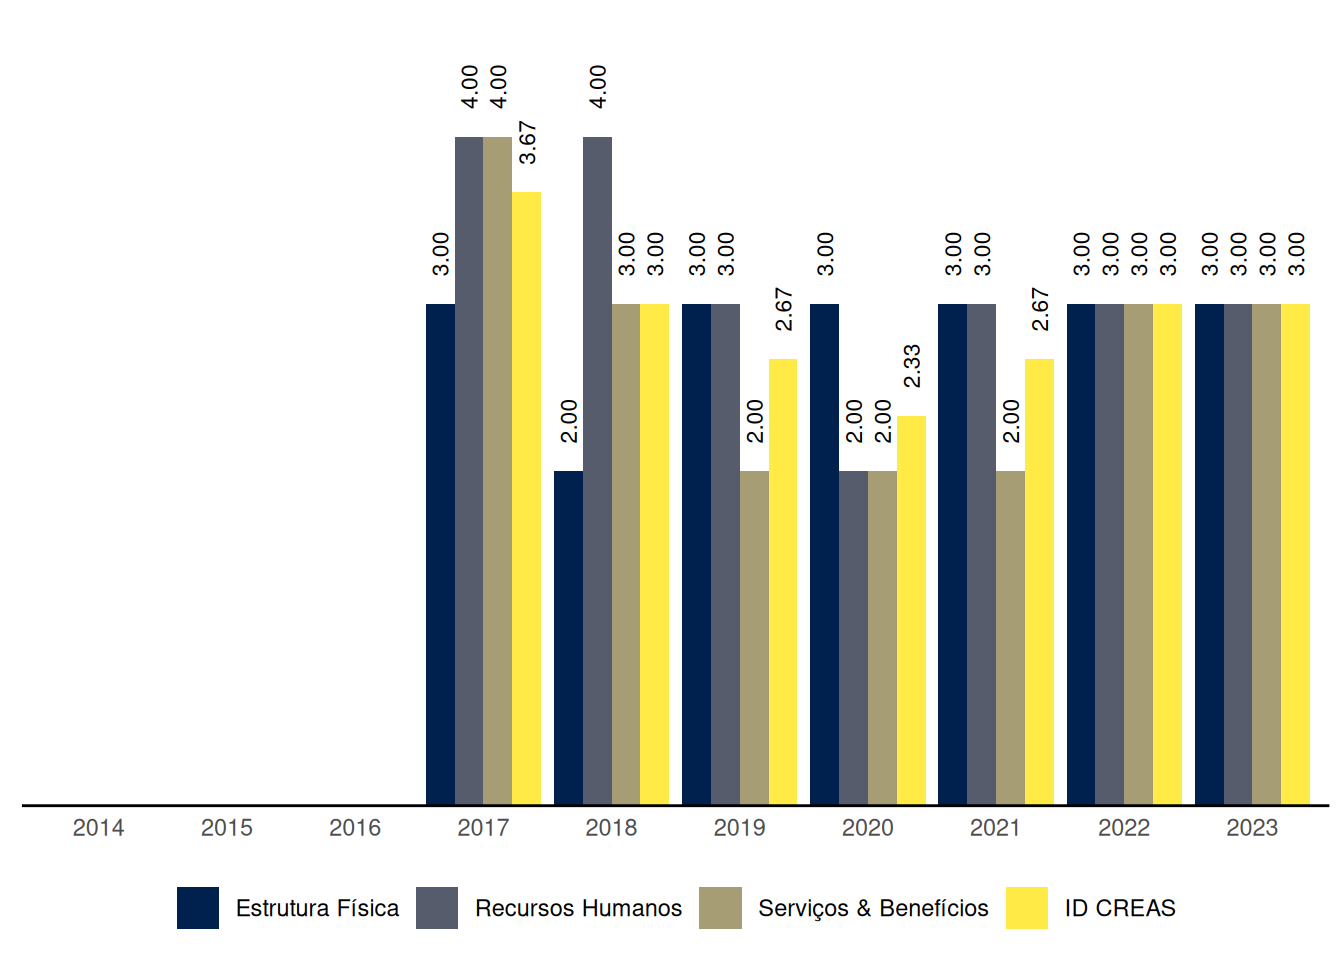 4.00 4.00 4.00
3.67
3.00 3.00 3.00 3.00 3.00 3.00 3.00 3.00 3.00 3.00 3.00 3.00 3.00 3.00 3.00 3.00
2.67 2.67
2.33
2.00 2.00 2.00 2.00 2.00
2014 2015 2016 2017 2018 2019 2020 2021 2022 2023
Estrutura Física Recursos Humanos Serviços & Benefícios ID CREAS